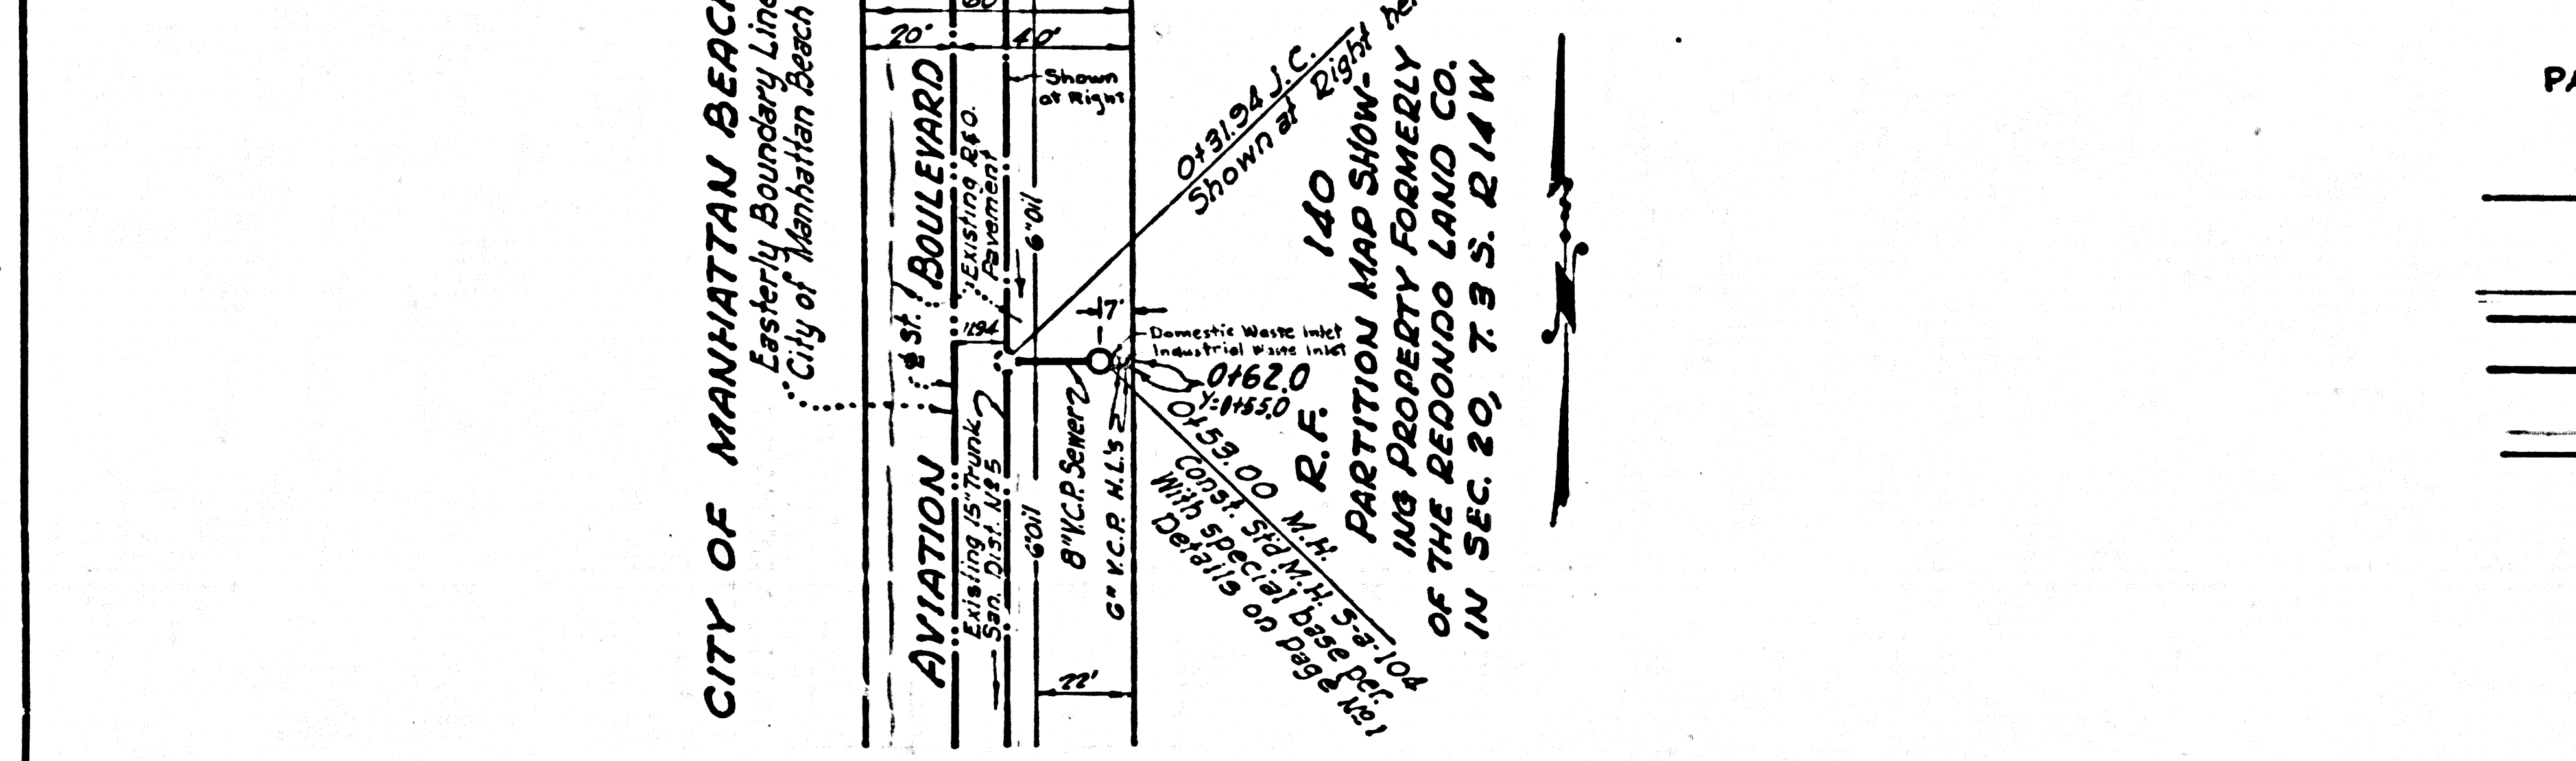 CITY OF MANHATTAN BEACH
Easterly Boundary Line
City of Manhattan Beach
60'
20'
40'
AVIATION BOULEVARD
2nd St.
Existing R&O.
Pavement
Shown
at Right
6"Oil
11.94
7'
Existing 15" Trunk
San. Dist. Nº 5
6"Oil
8" V.C.P. Sewer
6" V.C.P. H.L.'s
22'
Domestic Waste Inlet
Industrial Waste Inlet
0+62.0
Y=0+55.0
0+31.94 J.C.
Shown at Right
0+53.00 M.H.
Const. Std M.H. S-a-104
With special base per.
Details on page Nº1
R.F. 140
PARTITION MAP SHOW-
ING PROPERTY FORMERLY
OF THE REDONDO LAND CO.
IN SEC. 20, T. 3 S. R 14 W